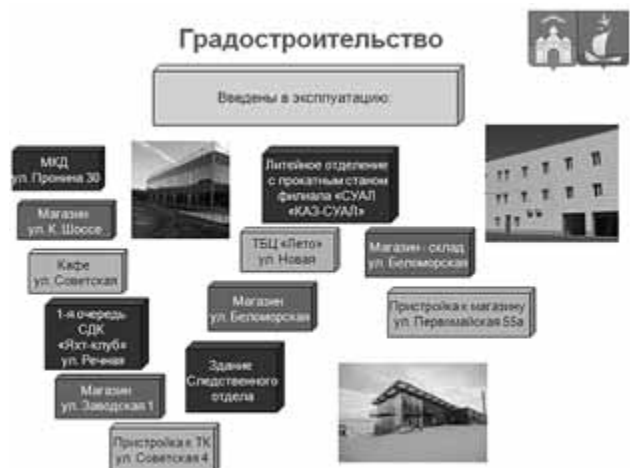 Градостроительство
Введены в эксплуатацию:
МКД
ул. Пронина 30
Магазин
ул. К. Шоссе
Кафе
ул. Советская
1-я очередь
СДК
«Яхт-клуб»
ул. Речная
Магазин
ул. Заводская 1
Пристройка к ТК
ул. Советская 4
Литейное отделение
с прокатным станом
филиала «СУАЛ
«КАЗ-СУАЛ»
ТБЦ «Лето»
ул. Новая
Магазин
ул. Беломорская
Здание
Следственного
отдела
Магазин - склад
ул. Беломорская
Пристройка к магазину
ул. Первомайская 55а